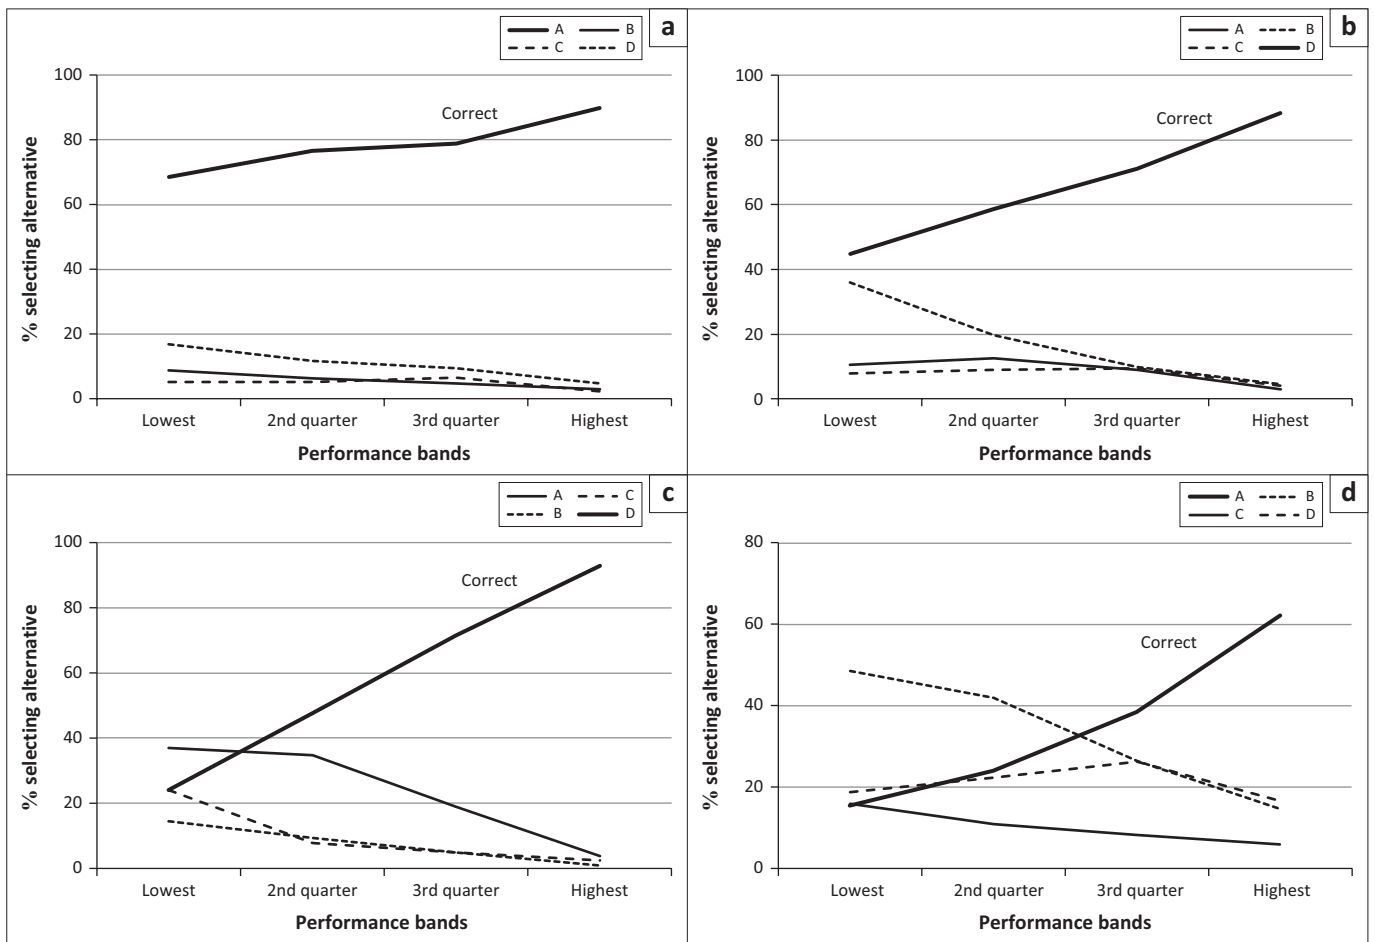 a
A B
C D
100
80
60
40
20
0
% selecting alternative
Correct
Lowest 2nd quarter 3rd quarter Highest
Performance bands
b
A B
C D
100
80
60
40
20
0
% selecting alternative
Correct
Lowest 2nd quarter 3rd quarter Highest
Performance bands
c
A C
B D
100
80
60
40
20
0
% selecting alternative
Correct
Lowest 2nd quarter 3rd quarter Highest
Performance bands
d
A B
C D
80
60
40
20
0
% selecting alternative
Correct
Lowest 2nd quarter 3rd quarter Highest
Performance bands